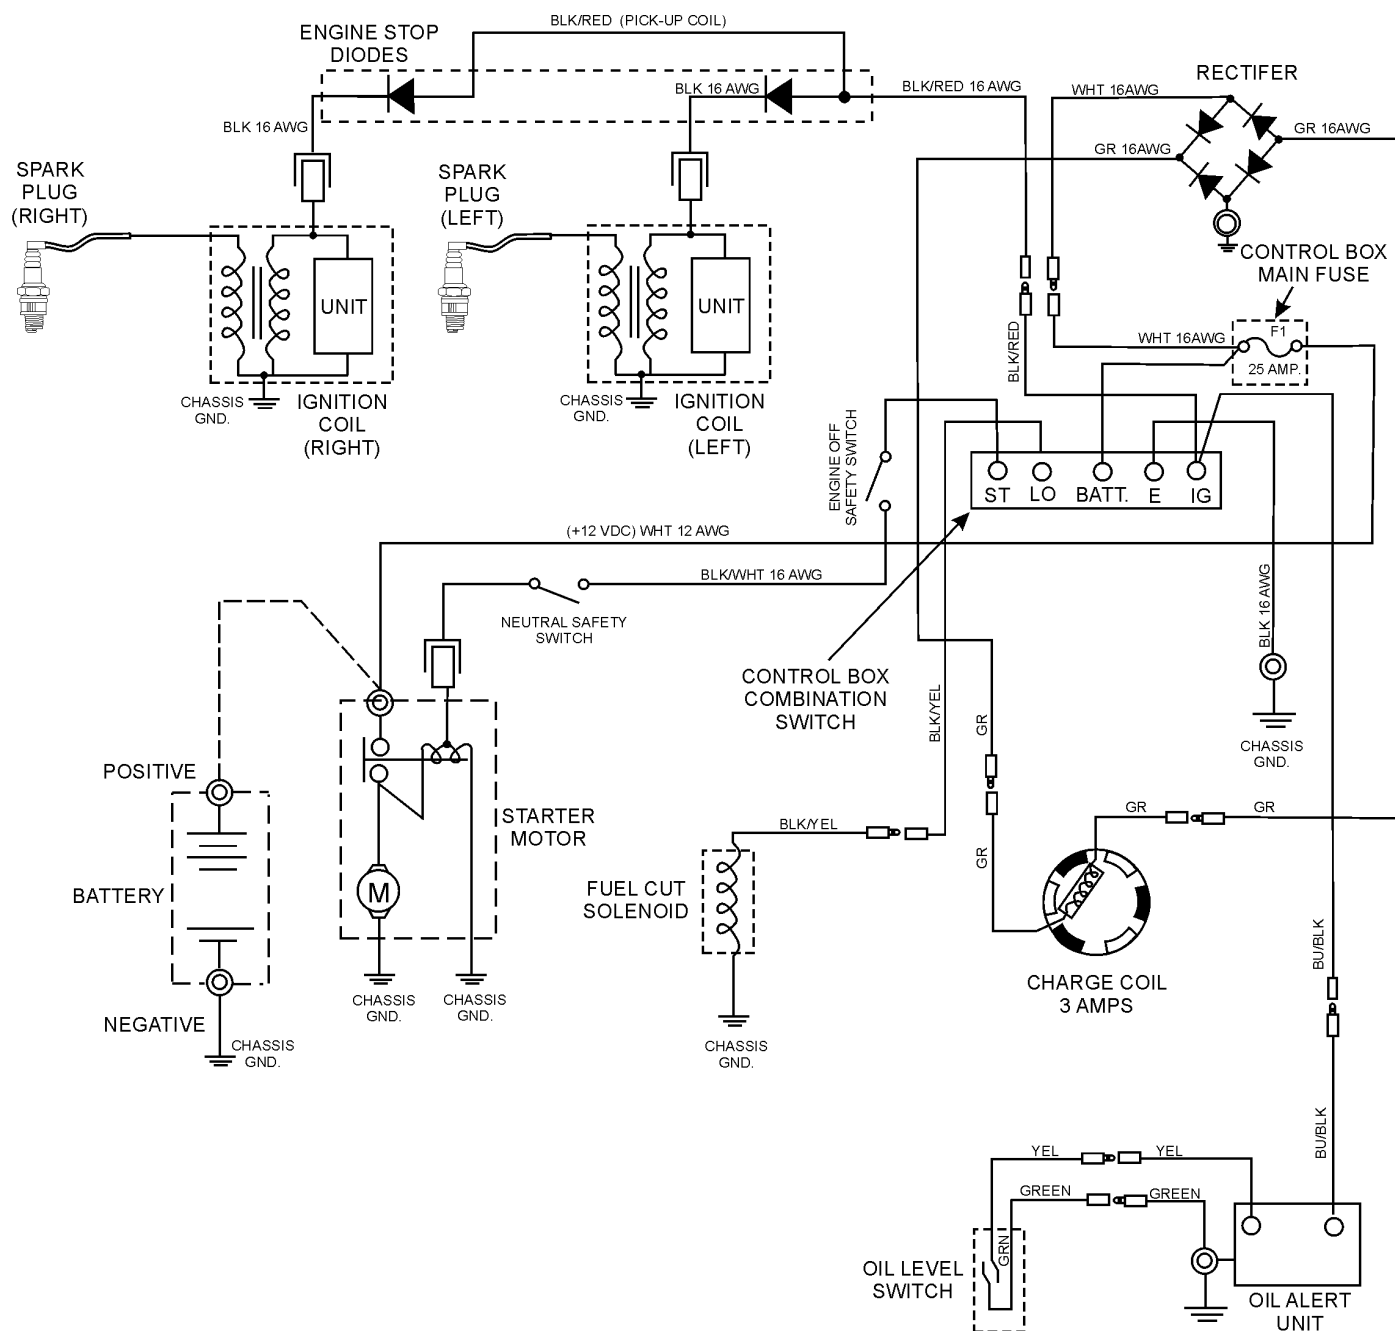 BLK/RED (PICK-UP COIL)
ENGINE STOP
DIODES
RECTIFER
BLK 16 AWG
BLK/RED 16 AWG
WHT 16AWG
BLK 16 AWG
GR 16AWG
GR 16AWG
SPARK
PLUG
(RIGHT)
SPARK
PLUG
(LEFT)
CONTROL BOX
MAIN FUSE
UNIT
UNIT
BLK/RED
WHT 16AWG
F1
25 AMP.
CHASSIS
GND.
IGNITION
COIL
(RIGHT)
CHASSIS
GND.
IGNITION
COIL
(LEFT)
ENGINE OFF
SAFETY SWITCH
ST
LO
BATT.
E
IG
(+12 VDC) WHT 12 AWG
BLK/WHT 16 AWG
NEUTRAL SAFETY
SWITCH
BLK 16 AWG
CONTROL BOX
COMBINATION
SWITCH
BLK/YEL
GR
CHASSIS
GND.
POSITIVE
STARTER
MOTOR
BLK/YEL
GR
GR
GR
BATTERY
M
FUEL CUT
SOLENOID
BU/BLK
CHARGE COIL
3 AMPS
CHASSIS
GND.
CHASSIS
GND.
NEGATIVE
CHASSIS
GND.
CHASSIS
GND.
BU/BLK
YEL
YEL
GREEN
GREEN
GRN
OIL LEVEL
SWITCH
OIL ALERT
UNIT